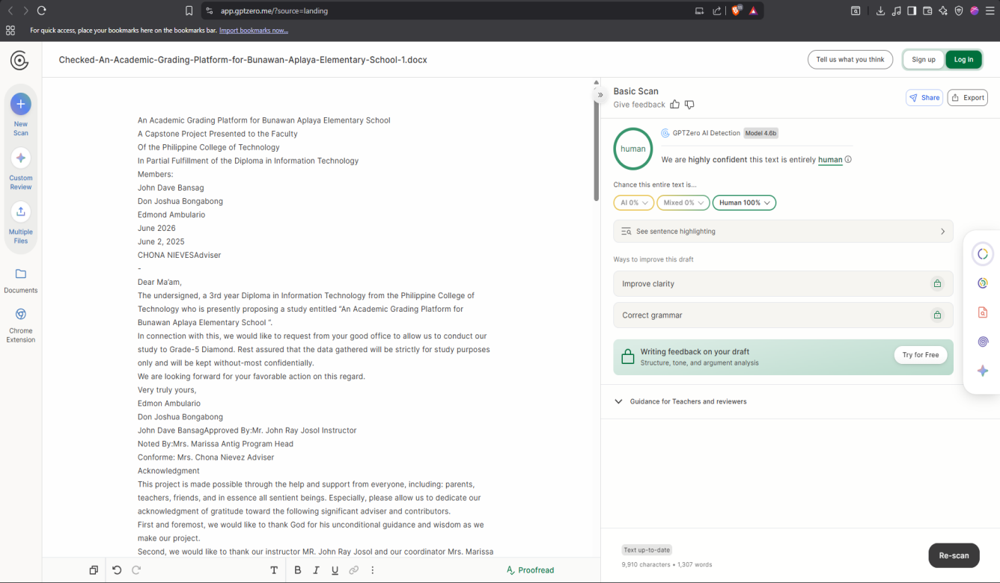 app.gptzero.me/?source=landing
11
For quick access, place your bookmarks here on the bookmarks bar. Import bookmarks now...
Checked-An-Academic-Grading-Platform-for-Bunawan-Aplaya-Elementary-School-1.docx
Tell us what you think
Sign up
Log in
New
Scan
Custom
Review
Multiple
Files
Documents
Chrome
Extension
An Academic Grading Platform for Bunawan Aplaya Elementary School
A Capstone Project Presented to the Faculty
Of the Philippine College of Technology
In Partial Fulfillment of the Diploma in Information Technology
Members:
John Dave Bansag
Don Joshua Bongabong
Edmond Ambulario
June 2026
June 2, 2025
CHONA NIEVESAdviser
-
Dear Ma'am,
The undersigned, a 3rd year Diploma in Information Technology from the Philippine College of
Technology who is presently proposing a study entitled "An Academic Grading Platform for
Bunawan Aplaya Elementary School ".
In connection with this, we would like to request from your good office to allow us to conduct our
study to Grade-5 Diamond. Rest assured that the data gathered will be strictly for study purposes
only and will be kept without-most confidentially.
We are looking forward for your favorable action on this regard.
Very truly yours,
Edmon Ambulario
Don Joshua Bongabong
John Dave BansagApproved By:Mr. John Ray Josol Instructor
Noted By:Mrs. Marissa Antig Program Head
Conforme: Mrs. Chona Nievez Adviser
Acknowledgment
This project is made possible through the help and support from everyone, including: parents,
teachers, friends, and in essence all sentient beings. Especially, please allow us to dedicate our
acknowledgment of gratitude toward the following significant adviser and contributors.
First and foremost, we would like to thank God for his unconditional guidance and wisdom as we
make our project.
Second, we would like to thank our instructor MR. John Ray Josol and our coordinator Mrs. Marissa
T
B
I
U
Proofread
Basic Scan
Give feedback
Share
Export
human
GPTZero AI Detection Model 4.6b
We are highly confident this text is entirely human
Chance this entire text is...
AI 0%
Mixed 0%
Human 100%
See sentence highlighting
Ways to improve this draft
Improve clarity
Correct grammar
Writing feedback on your draft
Structure, tone, and argument analysis
Try for Free
Guidance for Teachers and reviewers
Text up-to-date
9,910 characters • 1,307 words
Re-scan